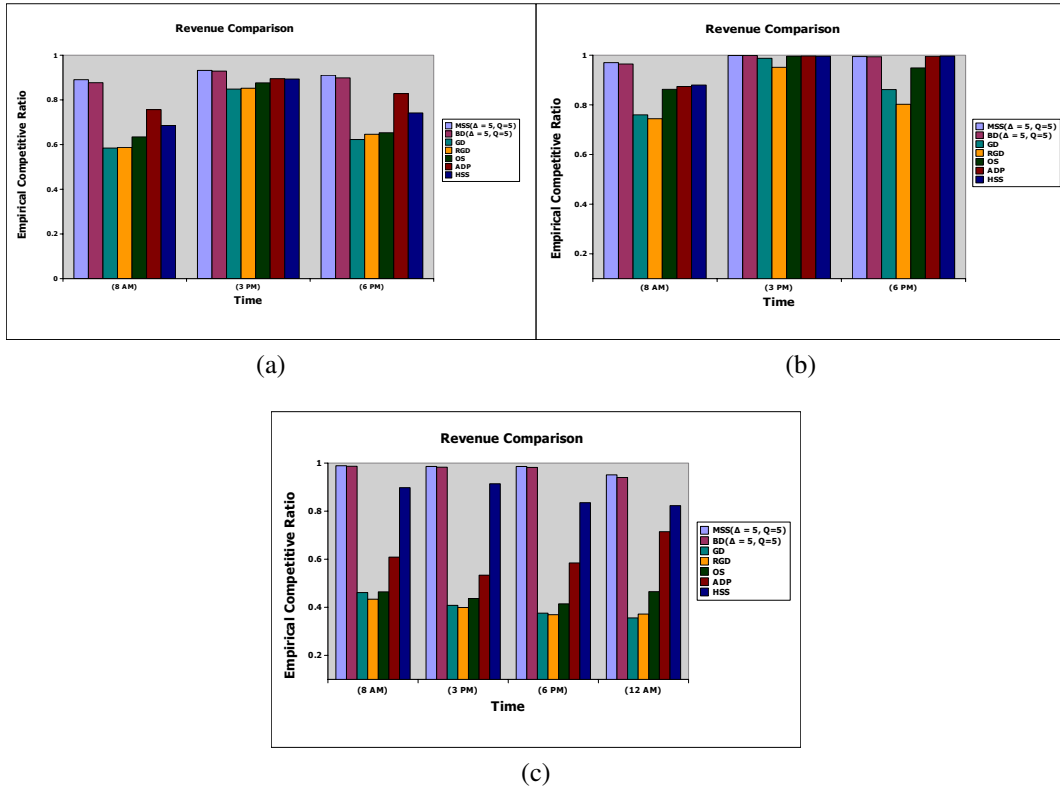 Revenue Comparison
Empirical Competitive Ratio
1
0.8
0.6
0.4
0.2
0
(8 AM)
(3 PM)
(6 PM)
Time
MSS(Δ = 5, Q=5)
BD(Δ = 5, Q=5)
GD
RGD
OS
ADP
HSS
(a)
Revenue Comparison
Empirical Competitive Ratio
1
0.8
0.6
0.4
0.2
(8 AM)
(3 PM)
(6 PM)
Time
MSS(Δ = 5, Q=5)
BD(Δ = 5, Q=5)
GD
RGD
OS
ADP
HSS
(b)
Revenue Comparison
Empirical Competitive Ratio
1
0.8
0.6
0.4
0.2
(8 AM)
(3 PM)
(6 PM)
(12 AM)
Time
MSS(Δ = 5, Q=5)
BD(Δ = 5, Q=5)
GD
RGD
OS
ADP
HSS
(c)